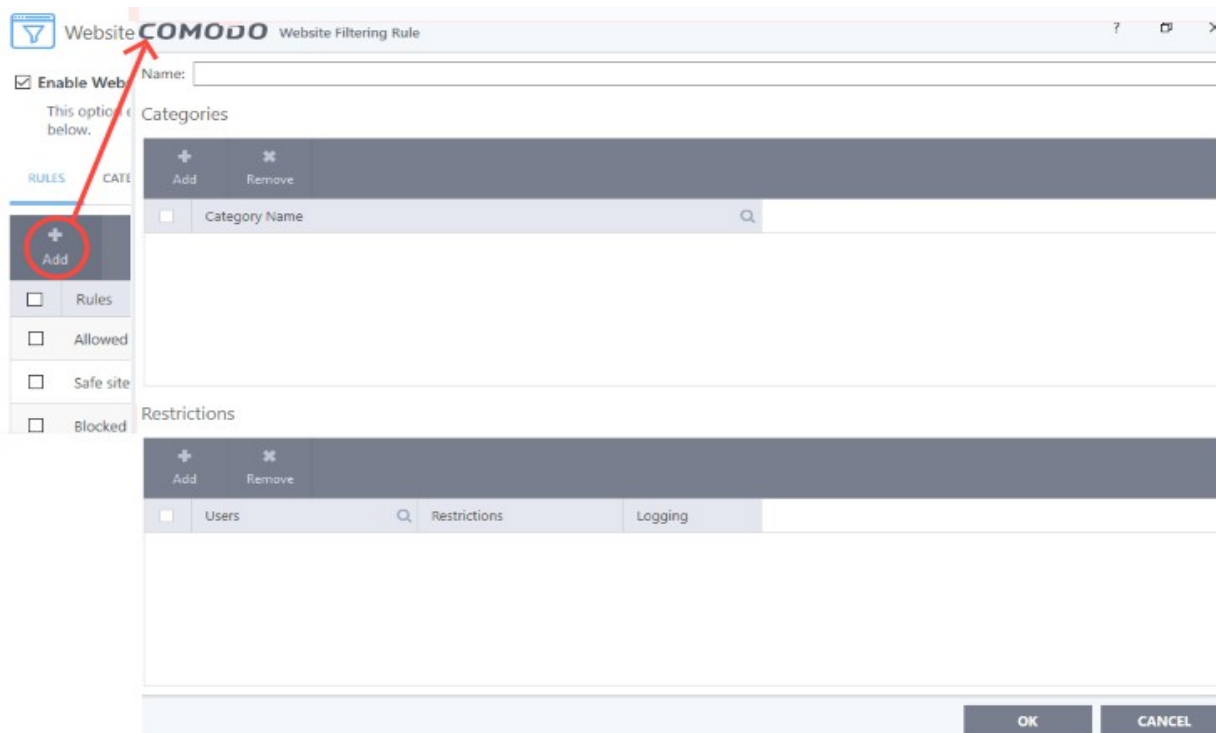 Website COMODO Website Filtering Rule ?
Enable Web
This option
below.
RULES CATE
Add
Rules
Allowed
Safe site
Blocked
Name:
Categories
Add Remove
Category Name
Restrictions
Add Remove
Users Restrictions Logging
OK CANCEL